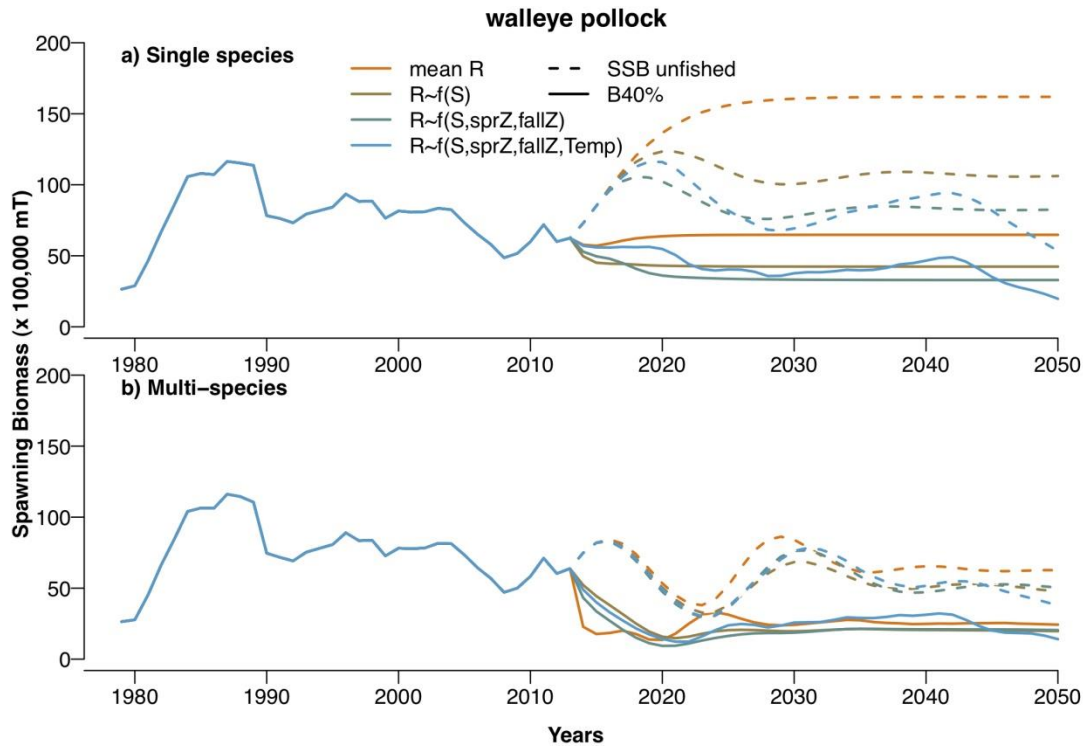 walleye pollock
a) Single species
mean R
R~f(S)
R~f(S,sprZ,fallZ)
R~f(S,sprZ,fallZ,Temp)
SSB unfished
B40%
200
150
100
50
0
1980 1990 2000 2010 2020 2030 2040 2050
Spawning Biomass (x 100,000 mT)
b) Multi−species
200
150
100
50
0
1980 1990 2000 2010 2020 2030 2040 2050
Years